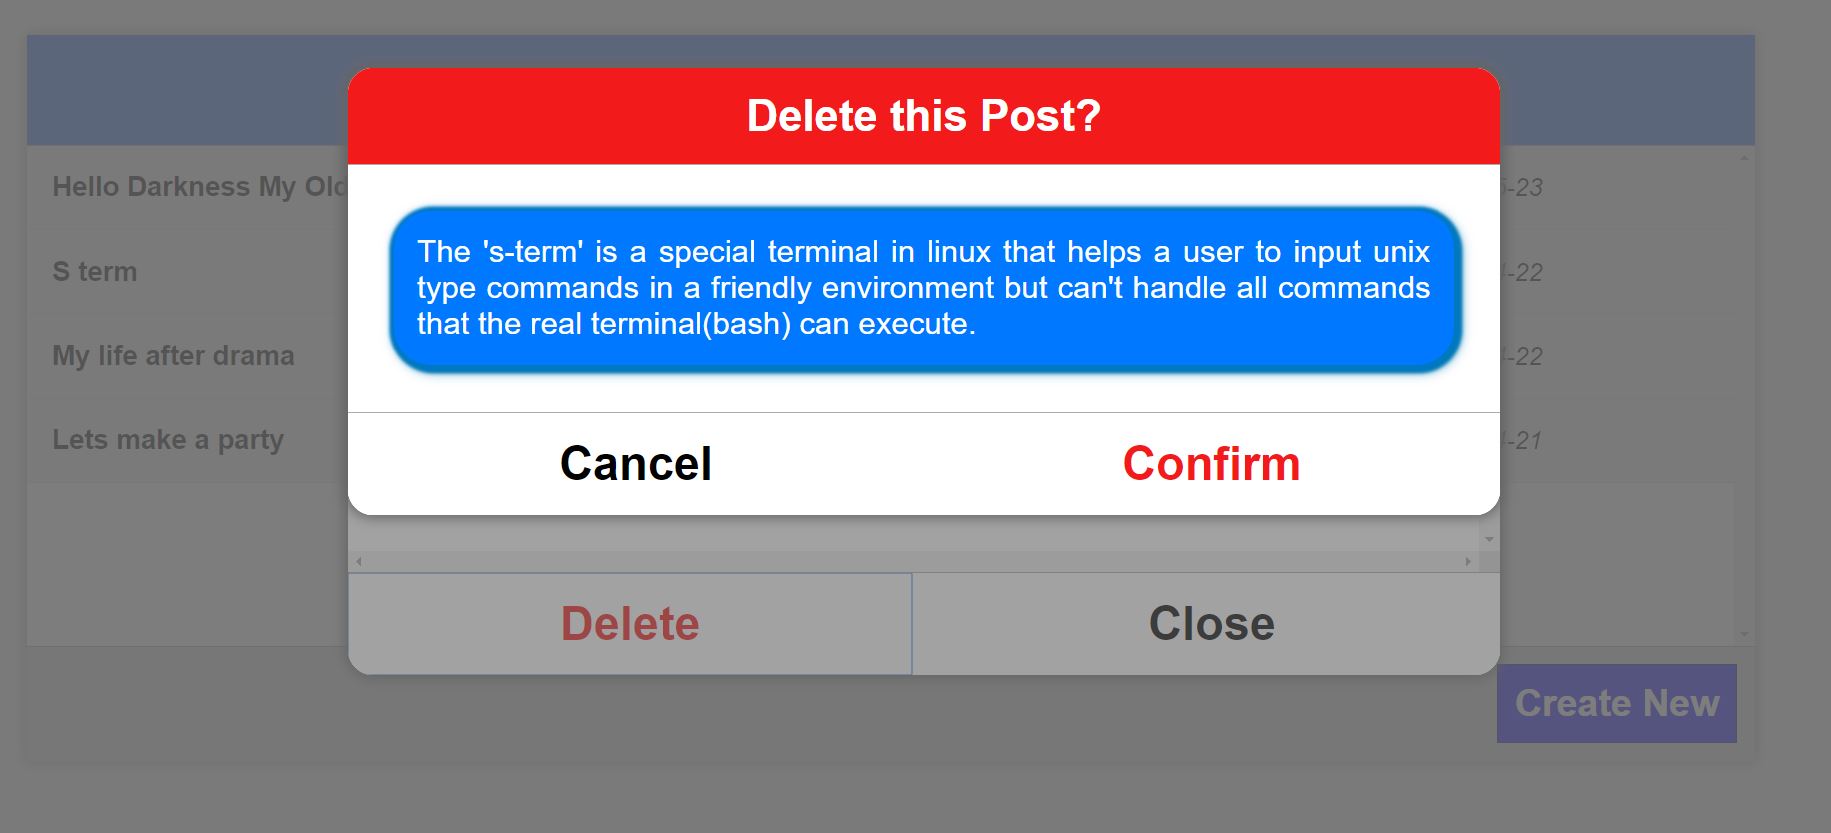 Delete this Post?
Hello Darkness My Old
-23
The 's-term' is a special terminal in linux that helps a user to input unix
type commands in a friendly environment but can't handle all commands
that the real terminal(bash) can execute.
S term
-22
My life after drama
-22
Lets make a party
-21
Cancel
Confirm
Delete
Close
Create New